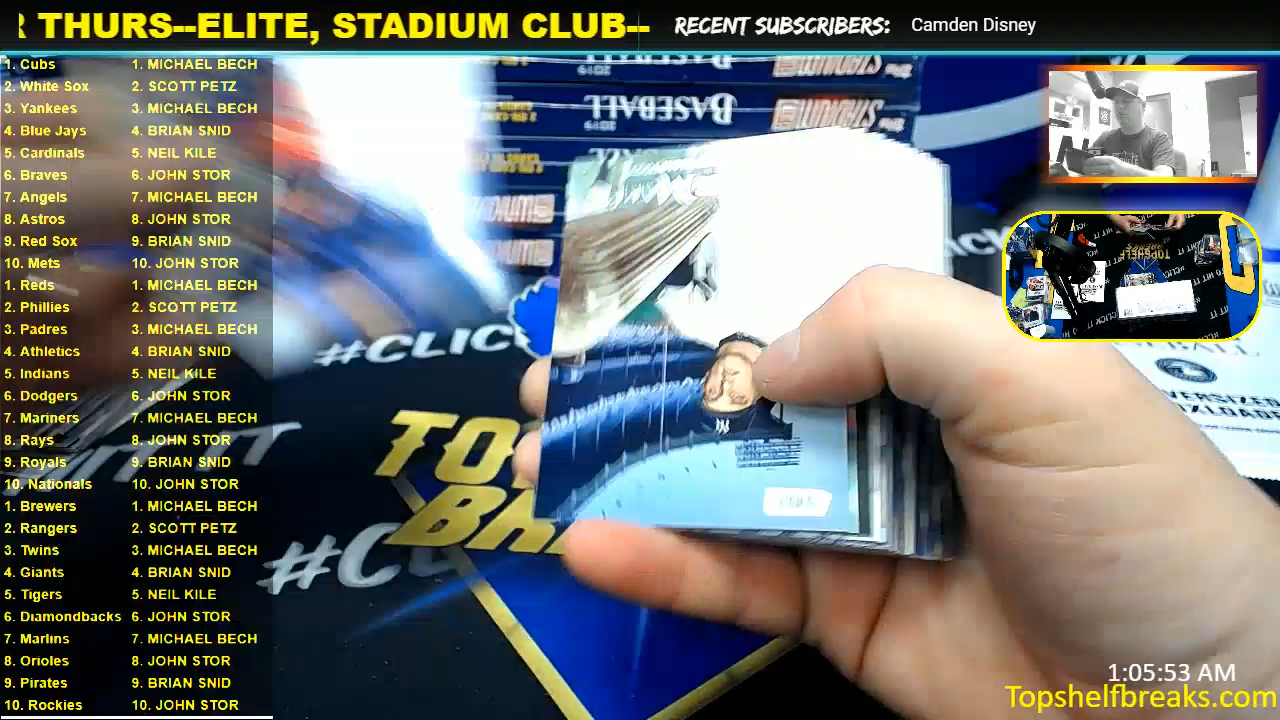 R THURS--ELITE, STADIUM CLUB--
RECENT SUBSCRIBERS: Camden Disney
1. Cubs 1. MICHAEL BECH
2. White Sox 2. SCOTT PETZ
3. Yankees 3. MICHAEL BECH
4. Blue Jays 4. BRIAN SNID
5. Cardinals 5. NEIL KILE
6. Braves 6. JOHN STOR
7. Angels 7. MICHAEL BECH
8. Astros 8. JOHN STOR
9. Red Sox 9. BRIAN SNID
10. Mets 10. JOHN STOR
1. Reds 1. MICHAEL BECH
2. Phillies 2. SCOTT PETZ
3. Padres 3. MICHAEL BECH
4. Athletics 4. BRIAN SNID
5. Indians 5. NEIL KILE
6. Dodgers 6. JOHN STOR
7. Mariners 7. MICHAEL BECH
8. Rays 8. JOHN STOR
9. Royals 9. BRIAN SNID
10. Nationals 10. JOHN STOR
1. Brewers 1. MICHAEL BECH
2. Rangers 2. SCOTT PETZ
3. Twins 3. MICHAEL BECH
4. Giants 4. BRIAN SNID
5. Tigers 5. NEIL KILE
6. Diamondbacks 6. JOHN STOR
7. Marlins 7. MICHAEL BECH
8. Orioles 8. JOHN STOR
9. Pirates 9. BRIAN SNID
10. Rockies 10. JOHN STOR
2019 BASEBALL STADIUM
#CLIC
TO
BR
#C
1:05:53 AM
Topshelfbreaks.com